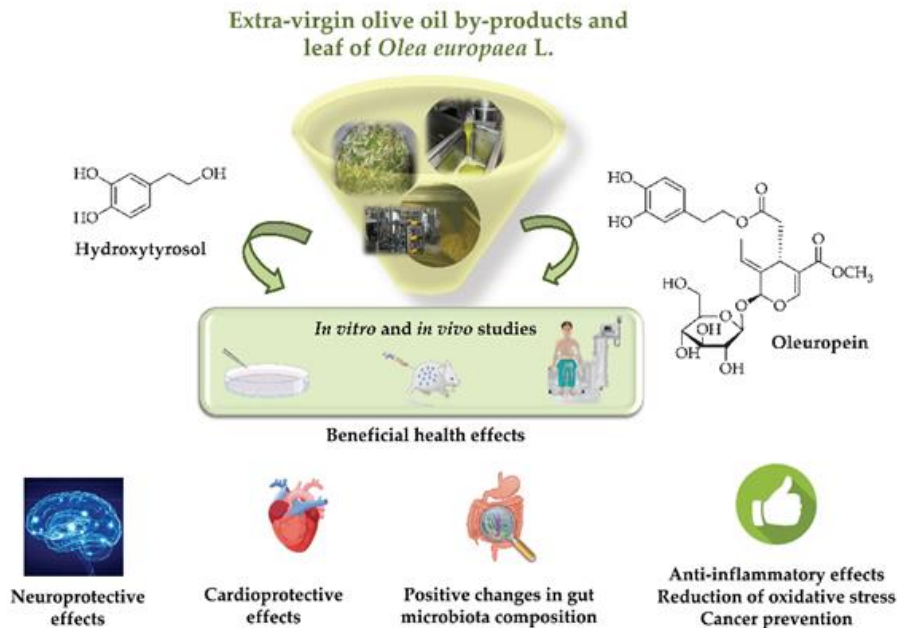 Extra-virgin olive oil by-products and
leaf of Olea europaea L.
HO
OH
HO
Hydroxytyrosol
HO
HO
O
O
O
OCH3
O
O
HO
O
O
OH
HO
OH
Oleuropein
In vitro and in vivo studies
Beneficial health effects
Neuroprotective
effects
Cardioprotective
effects
Positive changes in gut
microbiota composition
Anti-inflammatory effects
Reduction of oxidative stress
Cancer prevention